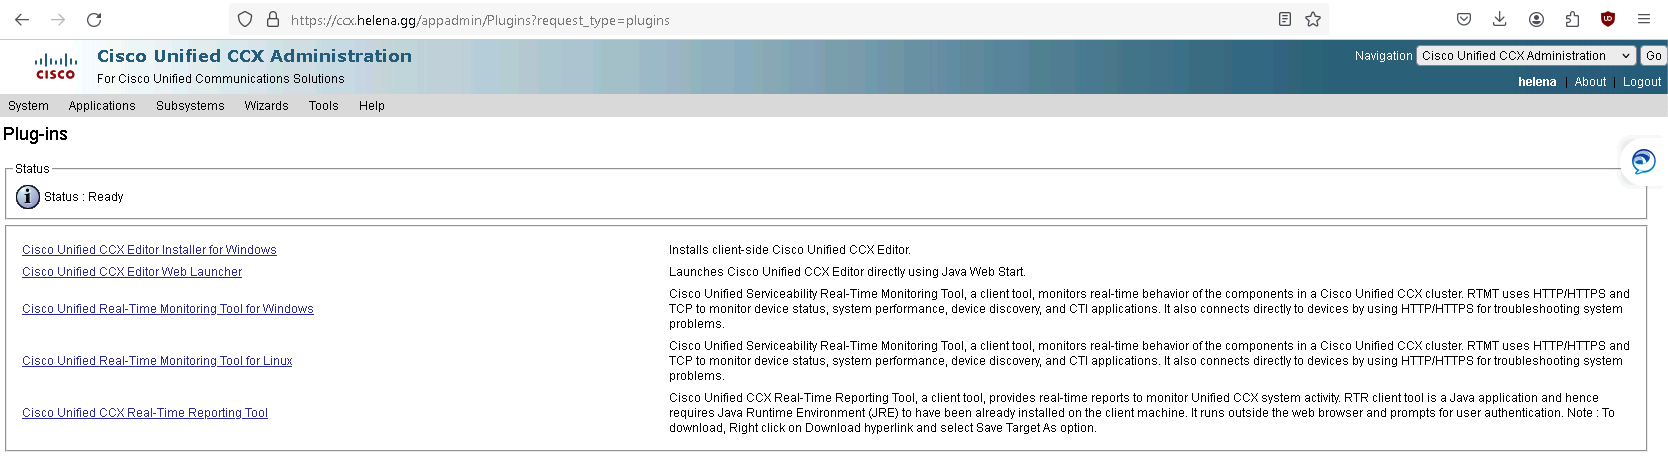 https://ccx.helena.gg/appadmin/Plugins?request_type=plugins
CISCO
Cisco Unified CCX Administration
For Cisco Unified Communications Solutions
Navigation Cisco Unified CCX Administration Go
helena | About | Logout
System Applications Subsystems Wizards Tools Help
Plug-ins
Status
Status : Ready
Cisco Unified CCX Editor Installer for Windows
Installs client-side Cisco Unified CCX Editor.
Cisco Unified CCX Editor Web Launcher
Launches Cisco Unified CCX Editor directly using Java Web Start.
Cisco Unified Real-Time Monitoring Tool for Windows
Cisco Unified Serviceability Real-Time Monitoring Tool, a client tool, monitors real-time behavior of the components in a Cisco Unified CCX cluster. RTMT uses HTTP/HTTPS and
TCP to monitor device status, system performance, device discovery, and CTI applications. It also connects directly to devices by using HTTP/HTTPS for troubleshooting system
problems.
Cisco Unified Real-Time Monitoring Tool for Linux
Cisco Unified Serviceability Real-Time Monitoring Tool, a client tool, monitors real-time behavior of the components in a Cisco Unified CCX cluster. RTMT uses HTTP/HTTPS and
TCP to monitor device status, system performance, device discovery, and CTI applications. It also connects directly to devices by using HTTP/HTTPS for troubleshooting system
problems.
Cisco Unified CCX Real-Time Reporting Tool
Cisco Unified CCX Real-Time Reporting Tool, a client tool, provides real-time reports to monitor Unified CCX system activity. RTR client tool is a Java application and hence
requires Java Runtime Environment (JRE) to have been already installed on the client machine. It runs outside the web browser and prompts for user authentication. Note : To
download, Right click on Download hyperlink and select Save Target As option.